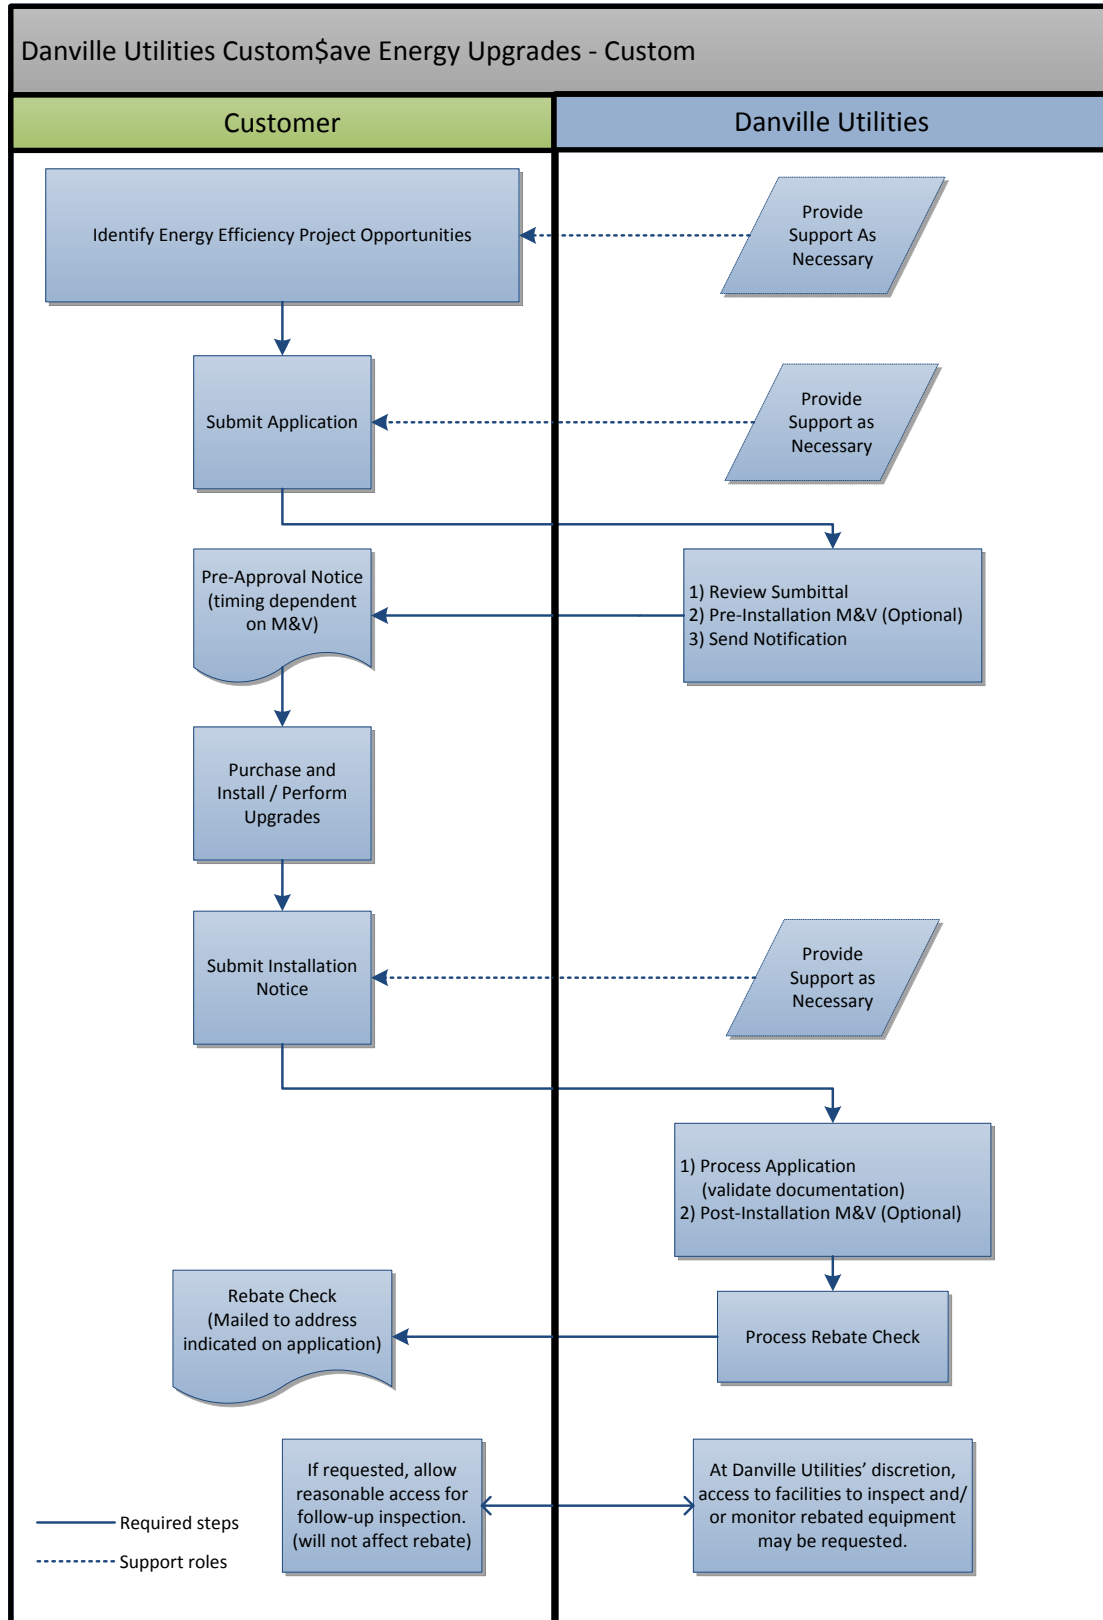 Danville Utilities Custom$ave Energy Upgrades - Custom
Customer
Danville Utilities
Identify Energy Efficiency Project Opportunities
Provide
Support As
Necessary
Submit Application
Provide
Support as
Necessary
Pre-Approval Notice
(timing dependent
on M&V)
1) Review Sumbittal
2) Pre-Installation M&V (Optional)
3) Send Notification
Purchase and
Install / Perform
Upgrades
Submit Installation
Notice
Provide
Support as
Necessary
1) Process Application
(validate documentation)
2) Post-Installation M&V (Optional)
Rebate Check
(Mailed to address
indicated on application)
Process Rebate Check
If requested, allow
reasonable access for
follow-up inspection.
(will not affect rebate)
At Danville Utilities’ discretion,
access to facilities to inspect and/
or monitor rebated equipment
may be requested.
Required steps
Support roles